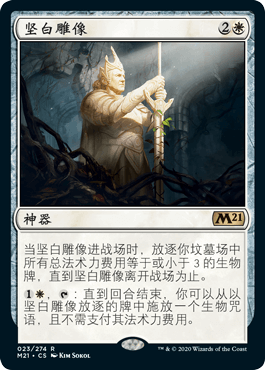 坚白雕像 2
神器 M21
当坚白雕像进战场时,放逐你坟墓场中
所有总法术力费用等于或小于 3 的生物
牌,直到坚白雕像离开战场为止。
1,:直到回合结束,你可以从以
坚白雕像放逐的牌中施放一个生物咒
语,且不需支付其法术力费用。
023/274 R
M21 • CS KIM SOKOL
™ & © 2020 Wizards of the Coast